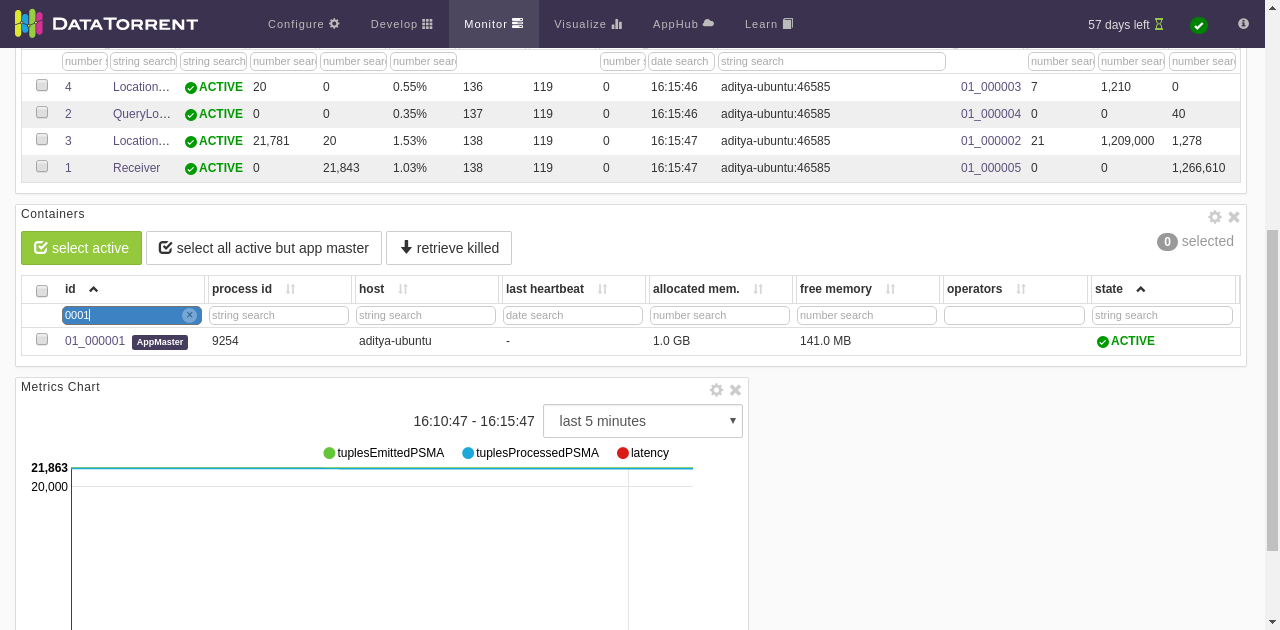 DATATORRENT Configure Develop Monitor Visualize AppHub Learn 57 days left
number s string search string search number sear number sear number sear number s date search string search number sear number sear number sear
4 Location… ACTIVE 20 0 0.55% 136 119 0 16:15:46 aditya-ubuntu:46585 01_000003 7 1,210 0
2 QueryLo… ACTIVE 0 0 0.35% 137 119 0 16:15:46 aditya-ubuntu:46585 01_000004 0 0 40
3 Location… ACTIVE 21,781 20 1.53% 138 119 0 16:15:47 aditya-ubuntu:46585 01_000002 21 1,209,000 1,278
1 Receiver ACTIVE 0 21,843 1.03% 138 119 0 16:15:47 aditya-ubuntu:46585 01_000005 0 0 1,266,610
Containers
select active select all active but app master retrieve killed 0 selected
id process id host last heartbeat allocated mem. free memory operators state
0001 string search string search date search number search number search string search
01_000001 AppMaster 9254 aditya-ubuntu - 1.0 GB 141.0 MB ACTIVE
Metrics Chart
16:10:47 - 16:15:47 last 5 minutes
tuplesEmittedPSMA tuplesProcessedPSMA latency
21,863
20,000